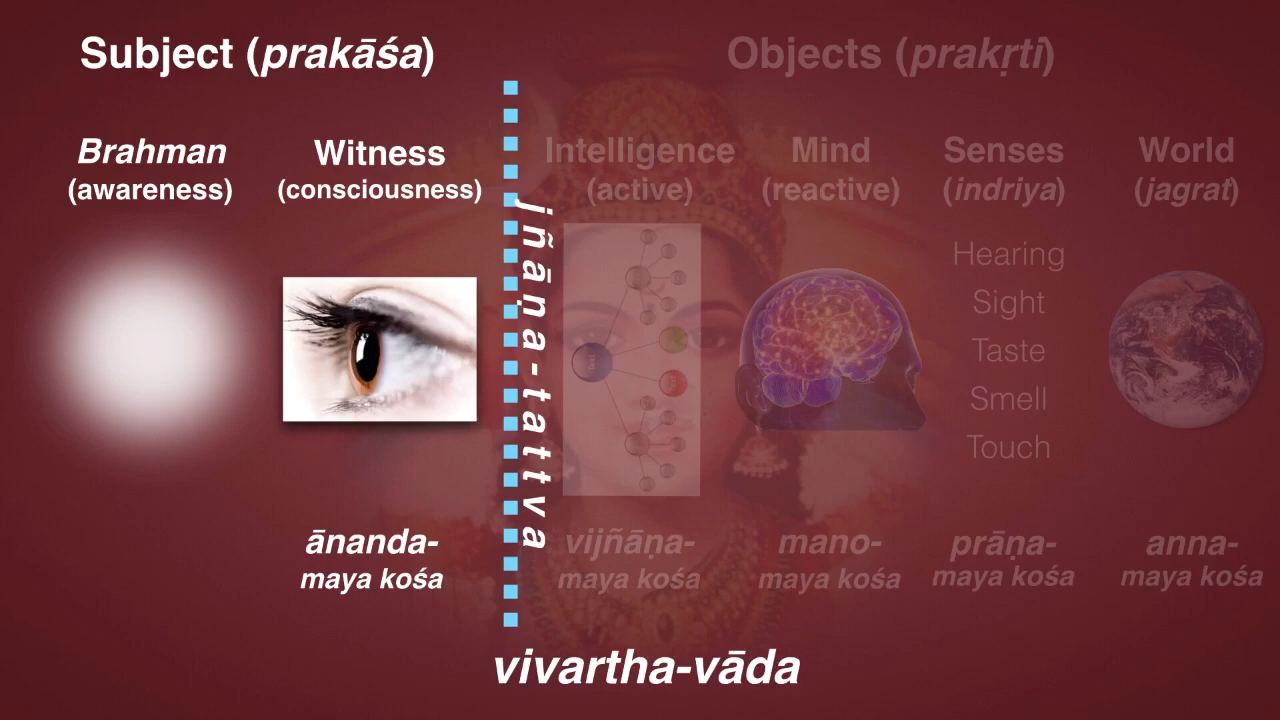 Subject (prakāśa)
Objects (prakṛti)
Brahman
(awareness)
Witness
(consciousness)
Intelligence
(active)
Mind
(reactive)
Senses
(indriya)
World
(jagrat)
jñāṇa-tattva
Hearing
Sight
Taste
Smell
Touch
ānanda-
maya kośa
vijñāṇa-
maya kośa
mano-
maya kośa
prāṇa-
maya kośa
anna-
maya kośa
vivartha-vāda